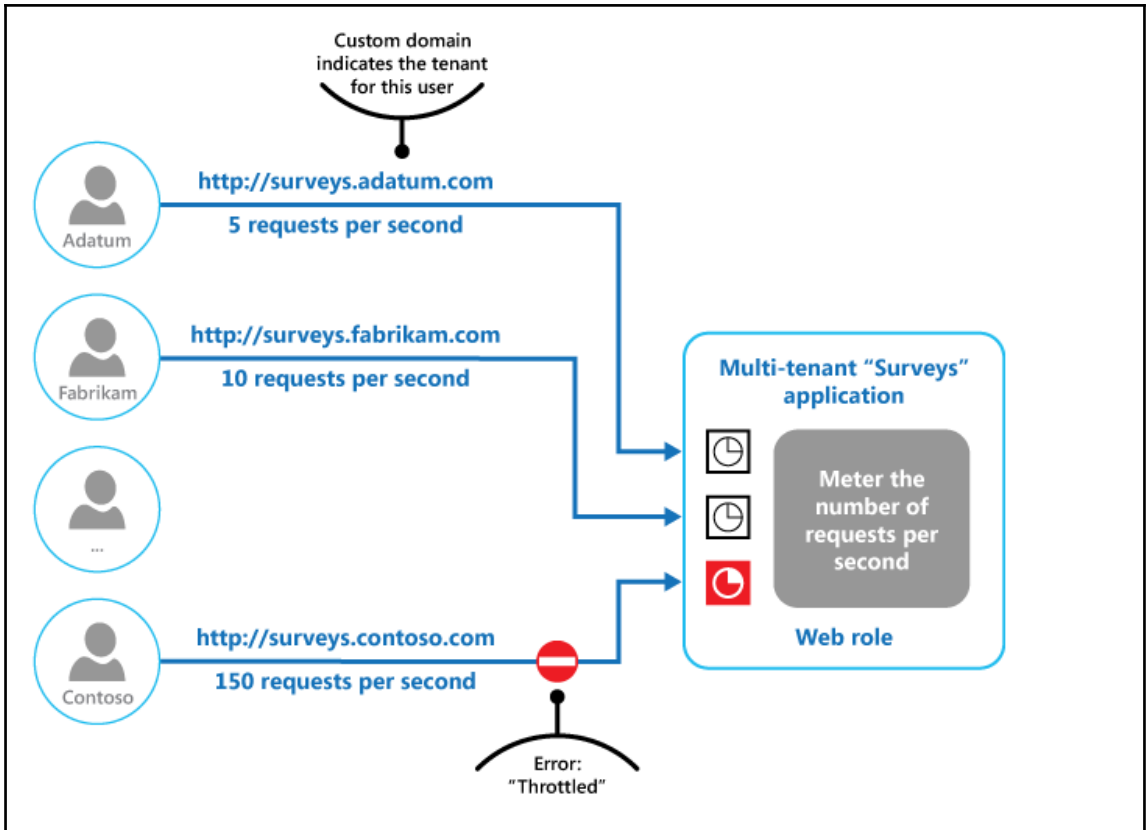 Custom domain
indicates the tenant
for this user
http://surveys.adatum.com
5 requests per second
Adatum
http://surveys.fabrikam.com
10 requests per second
Fabrikam
...
http://surveys.contoso.com
150 requests per second
Contoso
Error:
“Throttled”
Multi-tenant “Surveys”
application
Meter the
number of
requests per
second
Web role